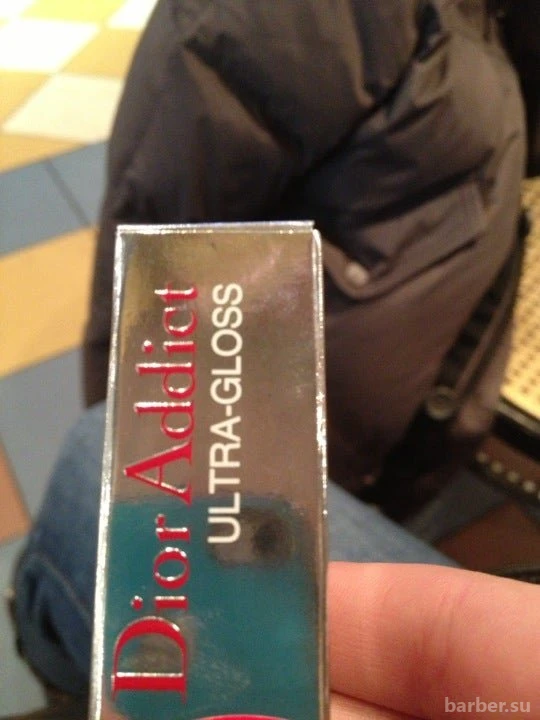 Dior Addict
ULTRA-GLOSS
barber.su